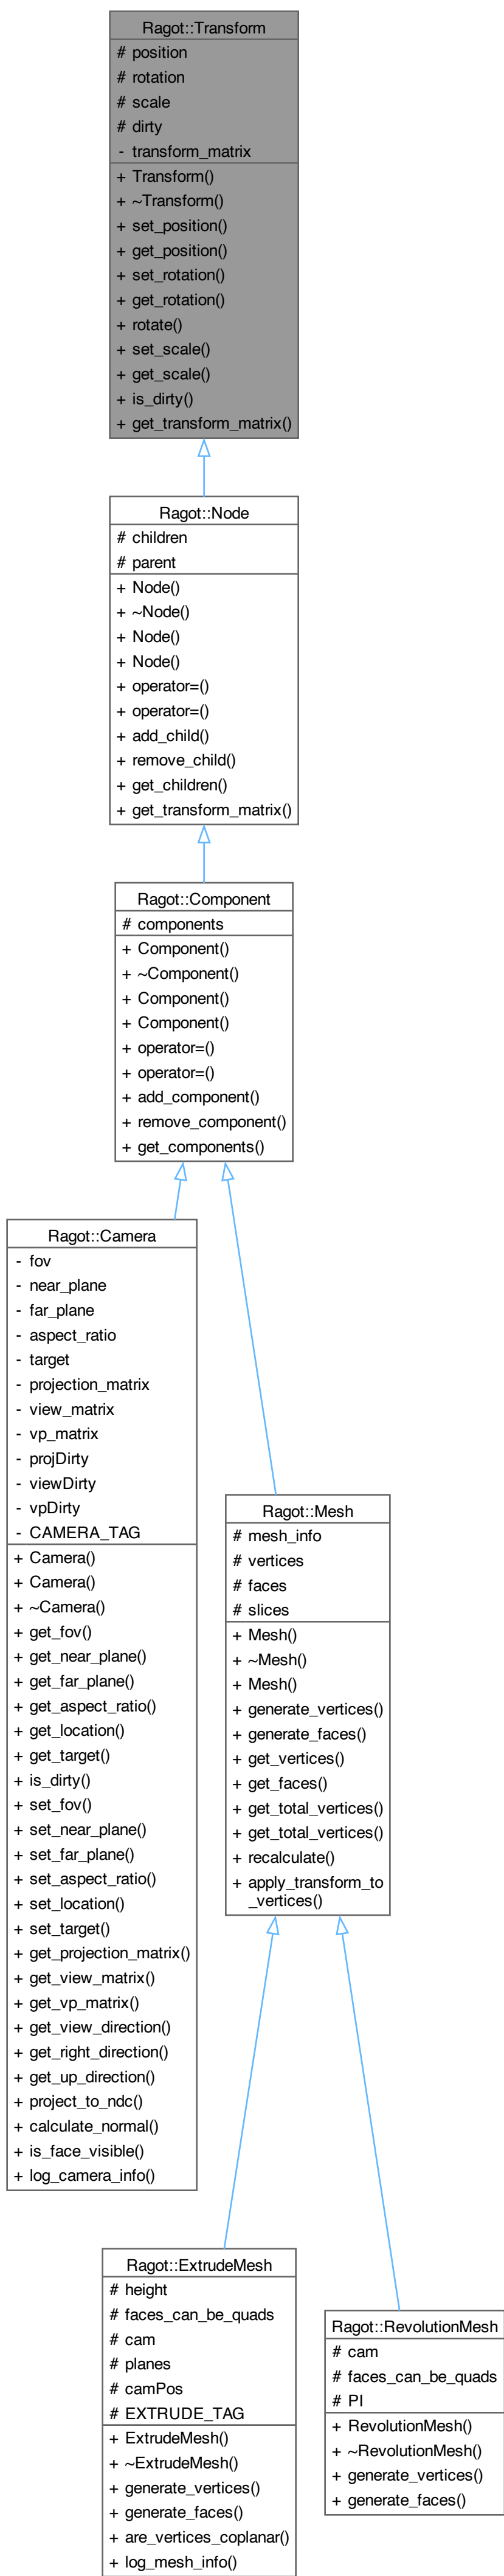 Ragot::Transform
# position
# rotation
# scale
# dirty
- transform_matrix
+ Transform()
+ ~Transform()
+ set_position()
+ get_position()
+ set_rotation()
+ get_rotation()
+ rotate()
+ set_scale()
+ get_scale()
+ is_dirty()
+ get_transform_matrix()
Ragot::Node
# children
# parent
+ Node()
+ ~Node()
+ Node()
+ Node()
+ operator=()
+ operator=()
+ add_child()
+ remove_child()
+ get_children()
+ get_transform_matrix()
Ragot::Component
# components
+ Component()
+ ~Component()
+ Component()
+ Component()
+ operator=()
+ operator=()
+ add_component()
+ remove_component()
+ get_components()
Ragot::Camera
- fov
- near_plane
- far_plane
- aspect_ratio
- target
- projection_matrix
- view_matrix
- vp_matrix
- projDirty
- viewDirty
- vpDirty
- CAMERA_TAG
+ Camera()
+ Camera()
+ ~Camera()
+ get_fov()
+ get_near_plane()
+ get_far_plane()
+ get_aspect_ratio()
+ get_location()
+ get_target()
+ is_dirty()
+ set_fov()
+ set_near_plane()
+ set_far_plane()
+ set_aspect_ratio()
+ set_location()
+ set_target()
+ get_projection_matrix()
+ get_view_matrix()
+ get_vp_matrix()
+ get_view_direction()
+ get_right_direction()
+ get_up_direction()
+ project_to_ndc()
+ calculate_normal()
+ is_face_visible()
+ log_camera_info()
Ragot::Mesh
# mesh_info
# vertices
# faces
# slices
+ Mesh()
+ ~Mesh()
+ Mesh()
+ generate_vertices()
+ generate_faces()
+ get_vertices()
+ get_faces()
+ get_total_vertices()
+ get_total_vertices()
+ recalculate()
+ apply_transform_to
_vertices()
Ragot::ExtrudeMesh
# height
# faces_can_be_quads
# cam
# planes
# camPos
# EXTRUDE_TAG
+ ExtrudeMesh()
+ ~ExtrudeMesh()
+ generate_vertices()
+ generate_faces()
+ are_vertices_coplanar()
+ log_mesh_info()
Ragot::RevolutionMesh
# cam
# faces_can_be_quads
# PI
+ RevolutionMesh()
+ ~RevolutionMesh()
+ generate_vertices()
+ generate_faces()